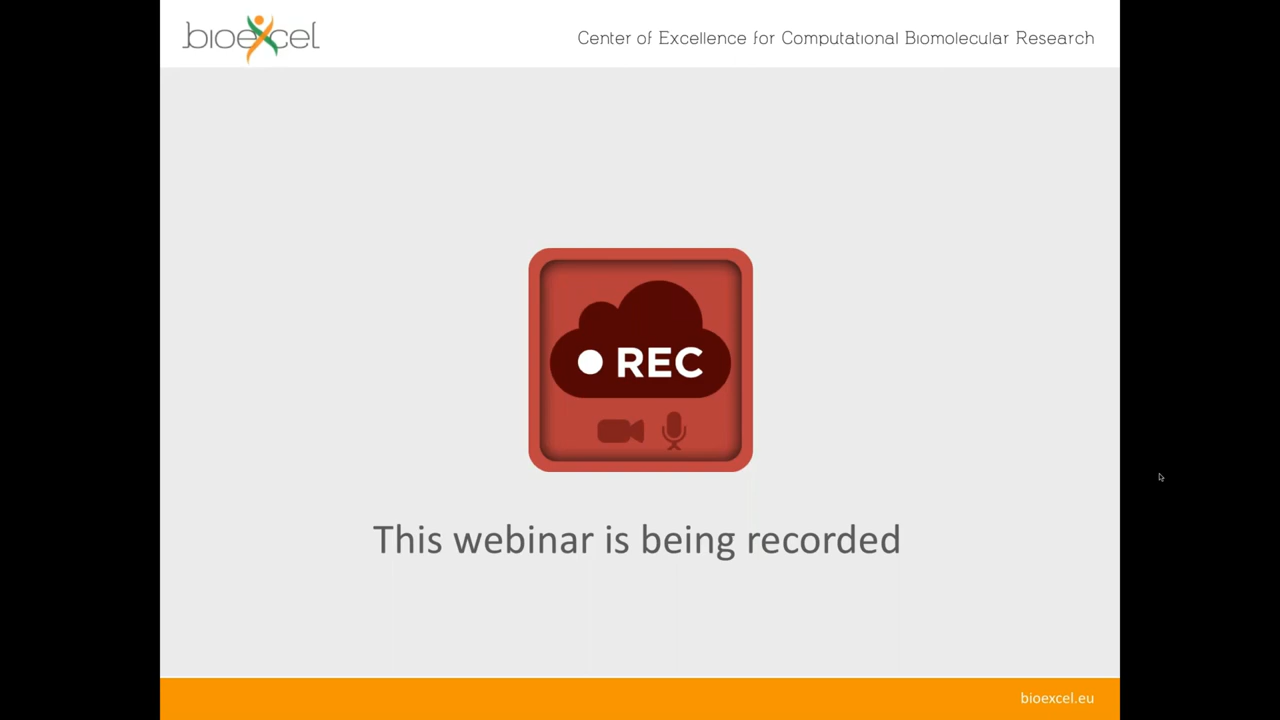 bioexcel
Center of Excellence for Computational Biomolecular Research
REC
This webinar is being recorded
bioexcel.eu